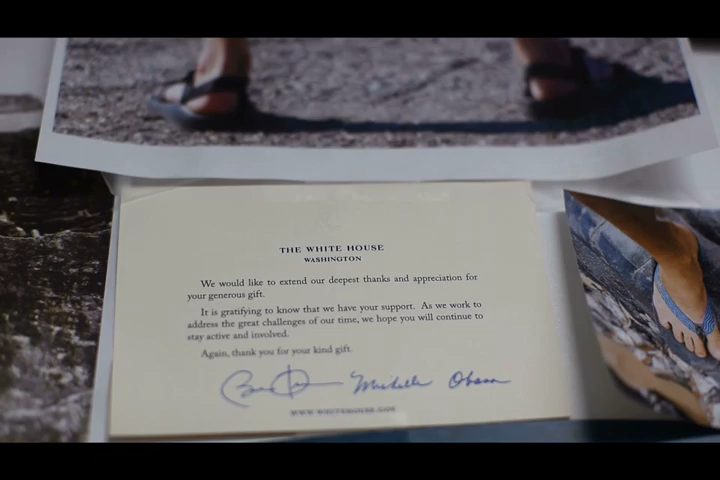 THE WHITE HOUSE
WASHINGTON
We would like to extend our deepest thanks and appreciation for
your generous gift.
It is gratifying to know that we have your support. As we work to
address the great challenges of our time, we hope you will continue to
stay active and involved.
Again, thank you for your kind gift.
Michelle Obama
WWW.WHITEHOUSE.GOV